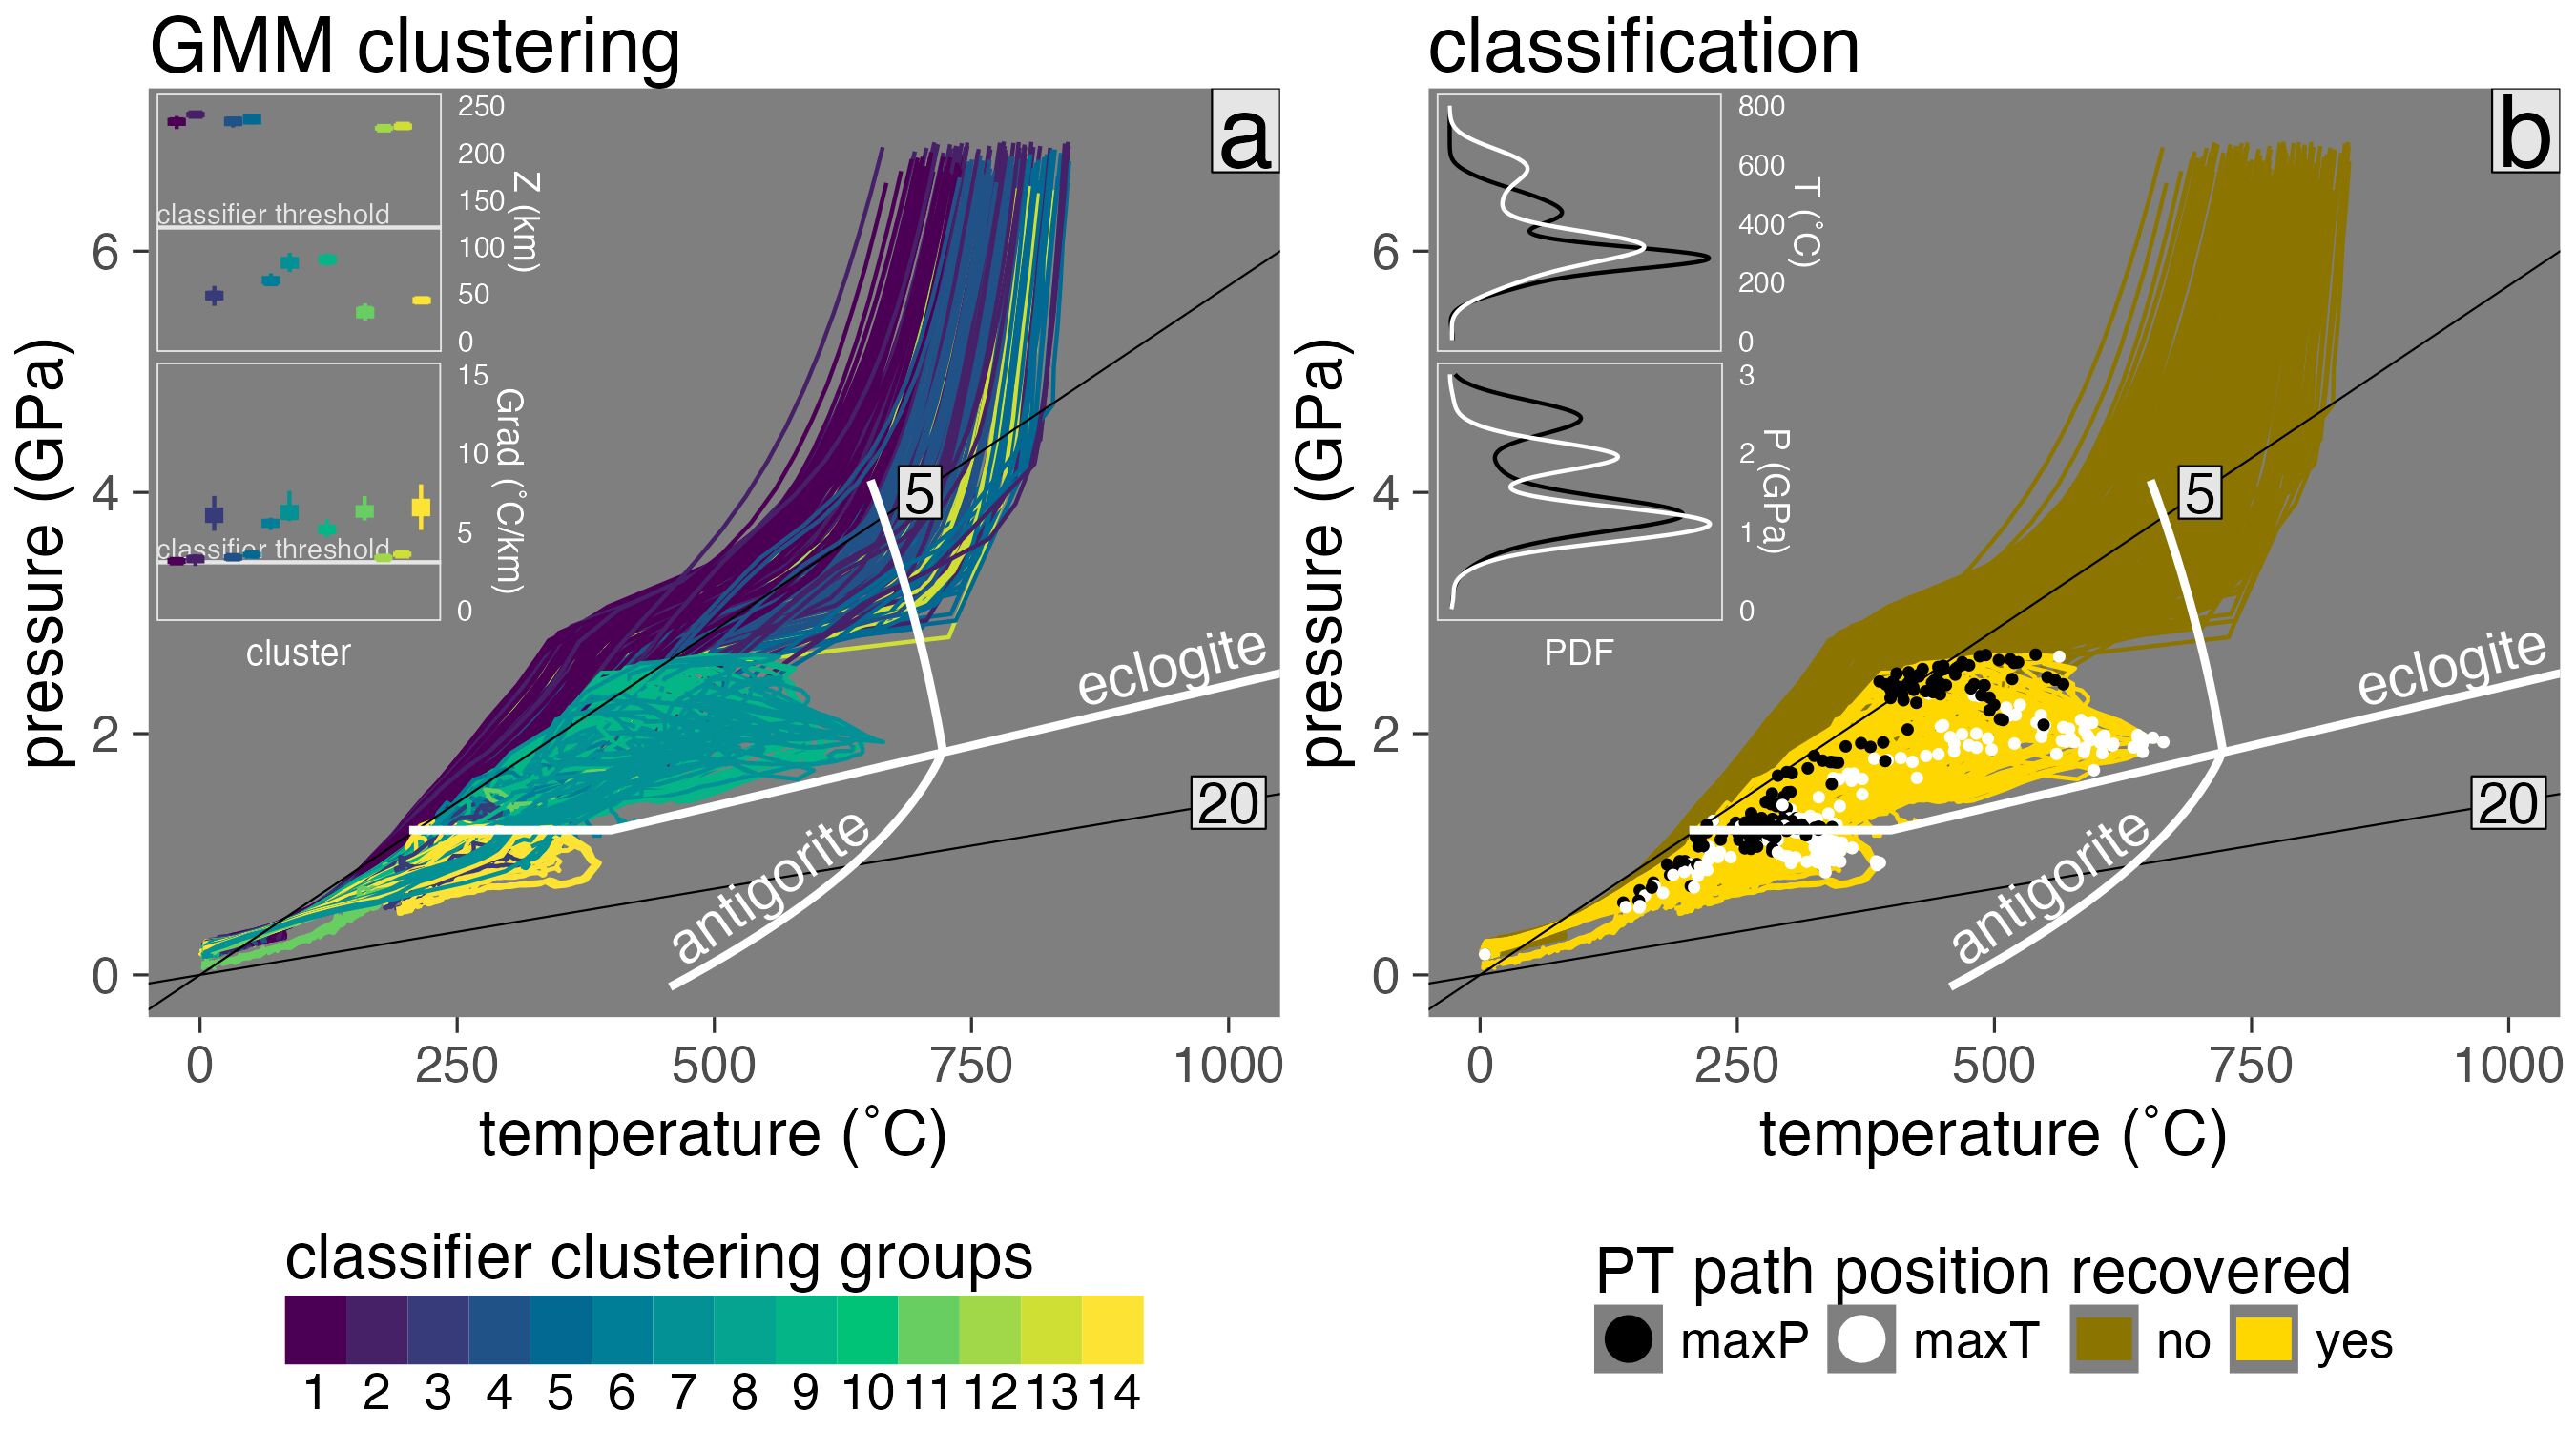 GMM clustering
a
250
200
150
100
50
0
Z (km)
classifier threshold
15
10
5
0
Grad (˚C/km)
classifier threshold
cluster
5
20
eclogite
antigorite
6
4
2
0
pressure (GPa)
0 250 500 750 1000
temperature (˚C)
classification
b
800
600
400
200
0
T (˚C)
3
2
1
0
P (GPa)
PDF
5
20
eclogite
antigorite
6
4
2
0
pressure (GPa)
0 250 500 750 1000
temperature (˚C)
classifier clustering groups
1 2 3 4 5 6 7 8 9 10 11 12 13 14
PT path position recovered
maxP maxT no yes